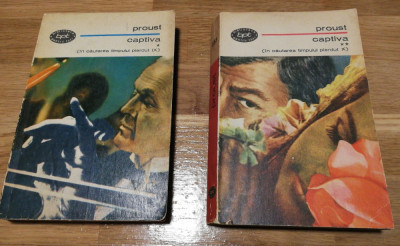 bpt
proust
captiva
*
(în căutarea timpului pierdut IX)
bpt
proust
captiva
**
(în căutarea timpului pierdut X)